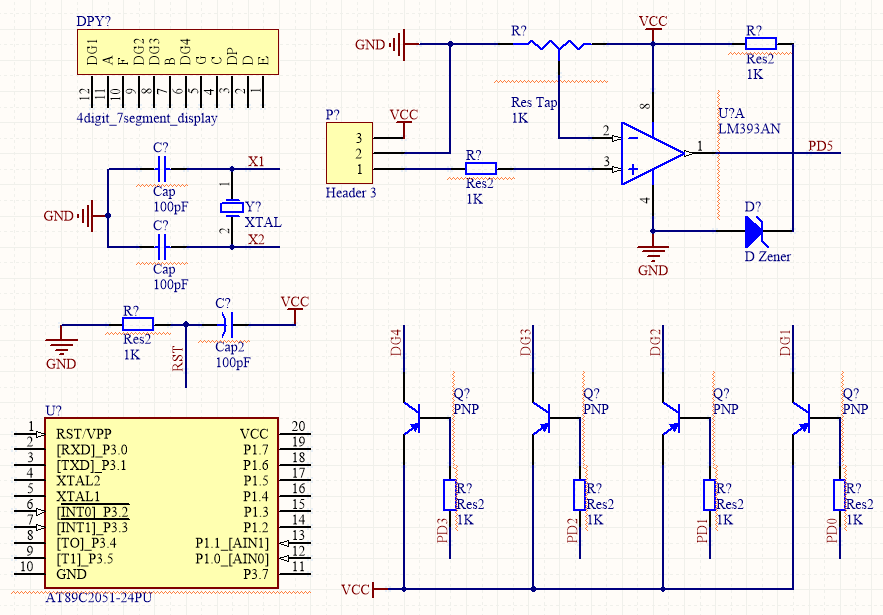 DPY?
DG1
A
F
DG2
DG3
B
DG4
G
C
DP
D
E
12
11
10
9
8
7
6
5
4
3
2
1
4digit_7segment_display
GND
R?
Res Tap
1K
VCC
R?
Res2
1K
P?
VCC
3
2
1
Header 3
R?
Res2
1K
2
3
8
4
1
U?A
LM393AN
PD5
D?
D Zener
GND
C?
Cap
100pF
X1
GND
1
2
Y?
XTAL
C?
Cap
100pF
X2
R?
Res2
1K
GND
RST
C?
Cap2
100pF
VCC
U?
1 RST/VPP VCC 20
2 [RXD]_P3.0 P1.7 19
3 [TXD]_P3.1 P1.6 18
4 XTAL2 P1.5 17
5 XTAL1 P1.4 16
6 [INT0]_P3.2 P1.3 15
7 [INT1]_P3.3 P1.2 14
8 [TO]_P3.4 P1.1_[AIN1] 13
9 [T1]_P3.5 P1.0_[AIN0] 12
10 GND P3.7 11
AT89C2051-24PU
DG4
Q?
PNP
R?
Res2
1K
PD3
DG3
Q?
PNP
R?
Res2
1K
PD2
DG2
Q?
PNP
R?
Res2
1K
PD1
DG1
Q?
PNP
R?
Res2
1K
PD0
VCC